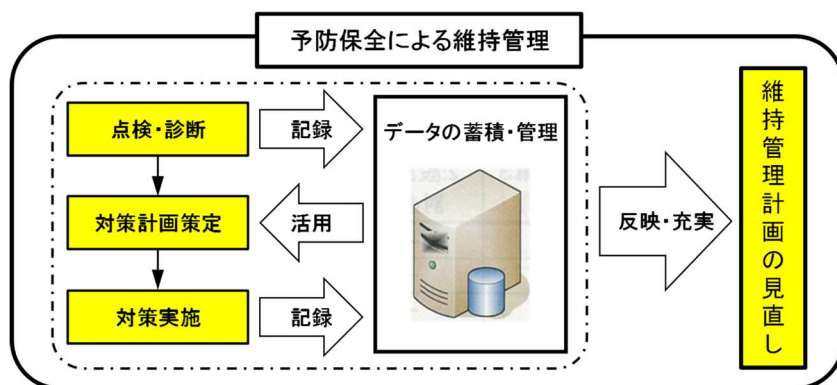 予防保全による維持管理
点検・診断
記録
データの蓄積・管理
対策計画策定
活用
対策実施
記録
反映・充実
維持管理計画の見直し